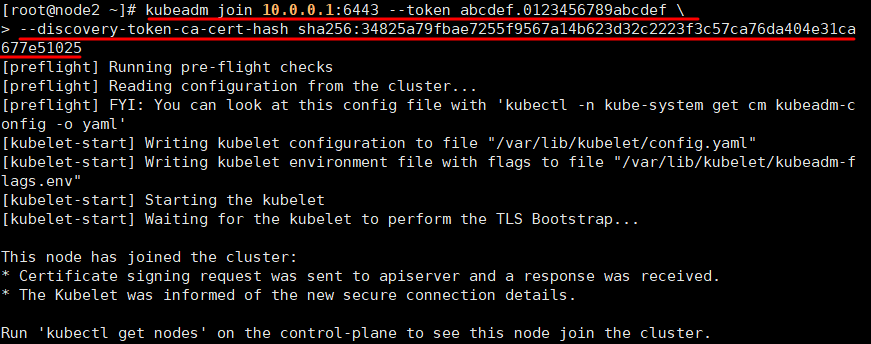 [root@node2 ~]# kubeadm join 10.0.0.1:6443 --token abcdef.0123456789abcdef \
> --discovery-token-ca-cert-hash sha256:34825a79fbae7255f9567a14b623d32c2223f3c57ca76da404e31ca
677e51025
[preflight] Running pre-flight checks
[preflight] Reading configuration from the cluster...
[preflight] FYI: You can look at this config file with 'kubectl -n kube-system get cm kubeadm-c
onfig -o yaml'
[kubelet-start] Writing kubelet configuration to file "/var/lib/kubelet/config.yaml"
[kubelet-start] Writing kubelet environment file with flags to file "/var/lib/kubelet/kubeadm-f
lags.env"
[kubelet-start] Starting the kubelet
[kubelet-start] Waiting for the kubelet to perform the TLS Bootstrap...
This node has joined the cluster:
* Certificate signing request was sent to apiserver and a response was received.
* The Kubelet was informed of the new secure connection details.
Run 'kubectl get nodes' on the control-plane to see this node join the cluster.